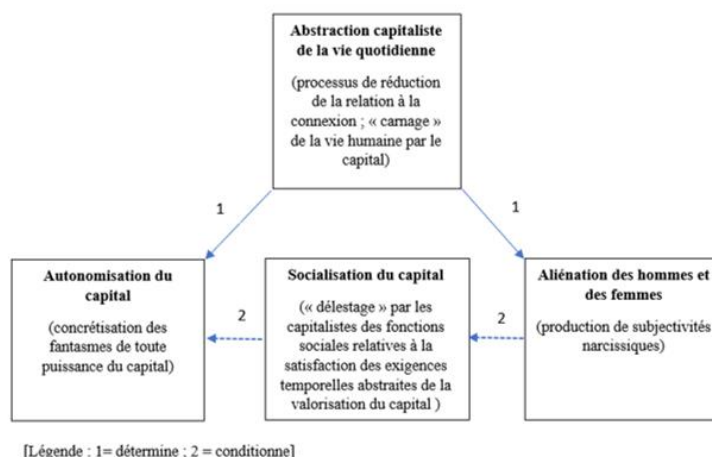 Abstraction capitaliste
de la vie quotidienne
(processus de réduction
de la relation à la
connexion ; « carnage »
de la vie humaine par le
capital)
1
1
Autonomisation du
capital
(concrétisation des
fantasmes de toute
puissance du capital)
2
Socialisation du capital
(« délestage » par les
capitalistes des fonctions
sociales relatives à la
satisfaction des exigences
temporelles abstraites de la
valorisation du capital )
2
Aliénation des hommes et
des femmes
(production de subjectivités
narcissiques)
[Légende : 1= détermine ; 2 = conditionne]